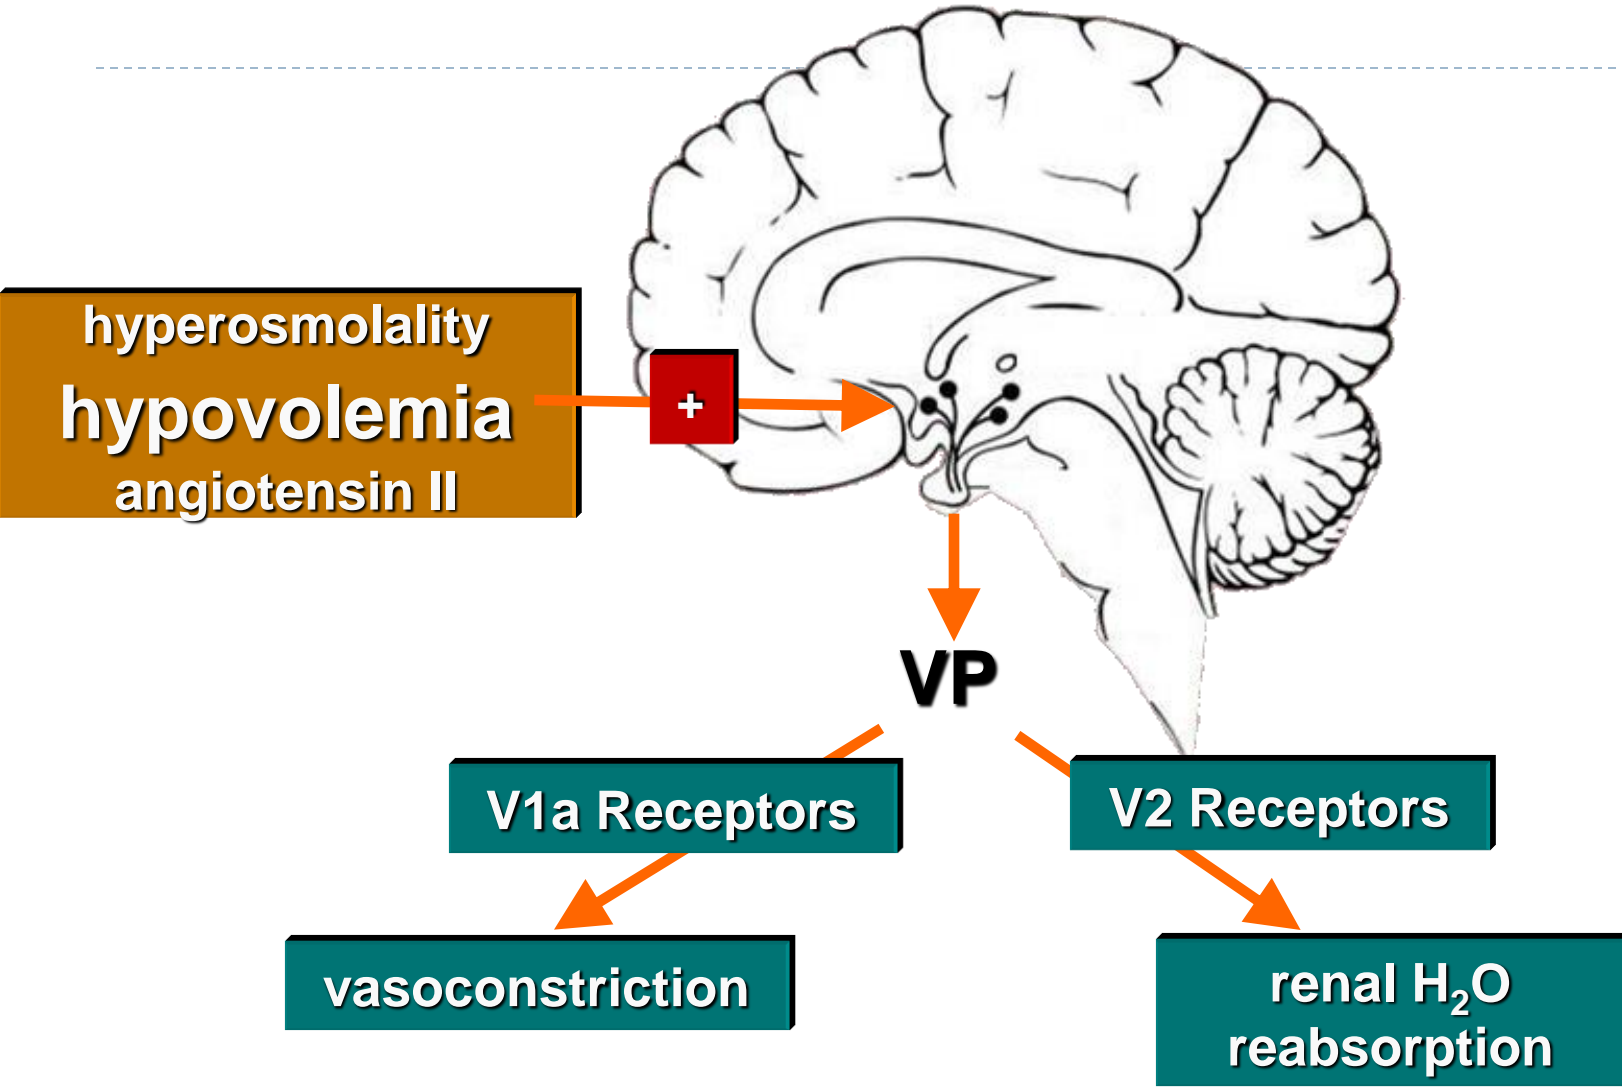 hyperosmolality
hypovolemia
angiotensin II
+
VP
V1a Receptors
V2 Receptors
vasoconstriction
renal H₂O
reabsorption